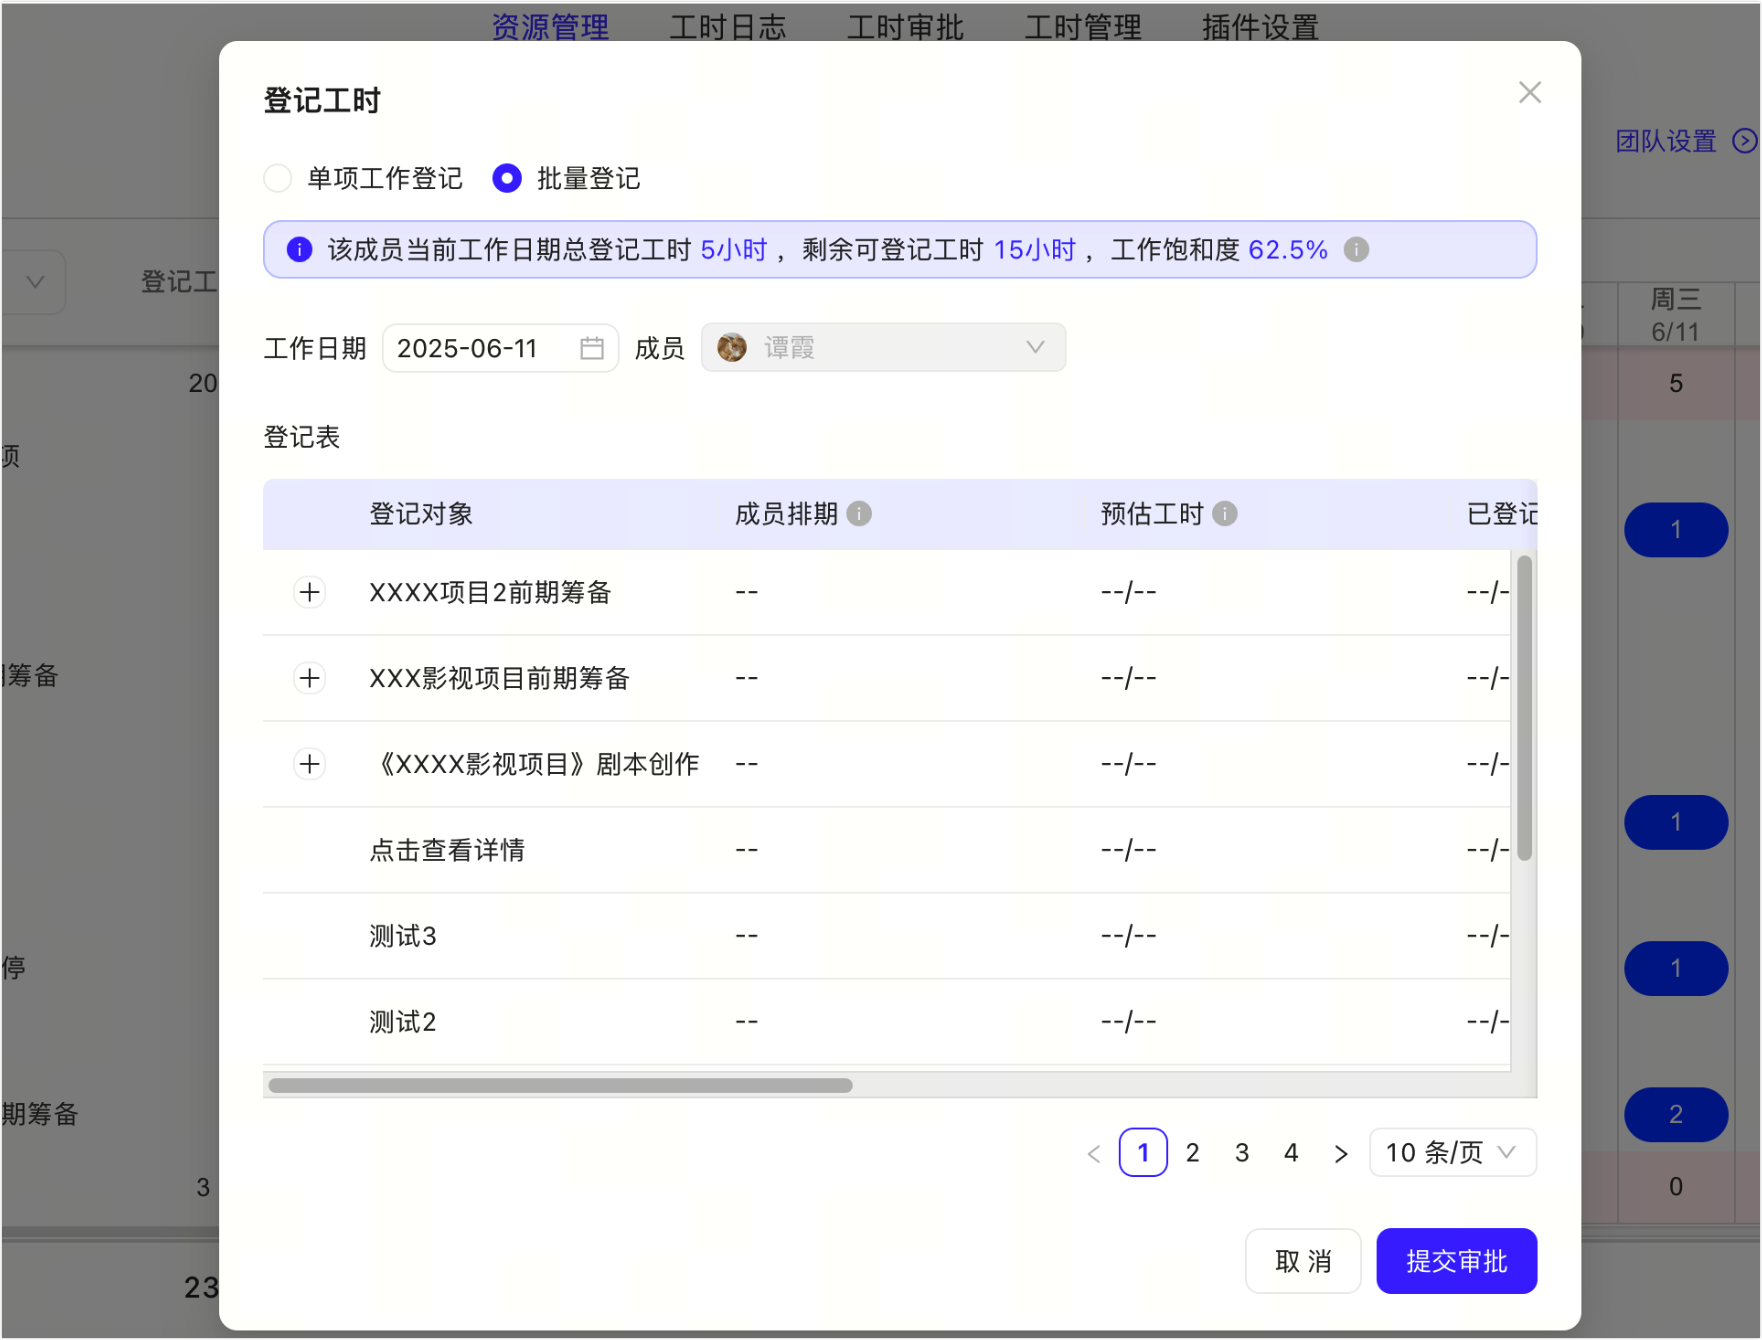 资源管理 工时日志 工时审批 工时管理 插件设置
登记工时
团队设置
单项工作登记 批量登记
该成员当前工作日期总登记工时 5小时 ，剩余可登记工时 15小时 ，工作饱和度 62.5%
登记工
周三
6/11
工作日期 2025-06-11 成员 谭霞
20
5
登记表
项
登记对象 成员排期 预估工时 已登记
1
XXXX项目2前期筹备 -- --/-- --/-
XXX影视项目前期筹备 -- --/-- --/-
筹备
《XXXX影视项目》剧本创作 -- --/-- --/-
1
点击查看详情 -- --/-- --/-
测试3 -- --/-- --/-
停
1
测试2 -- --/-- --/-
期筹备
2
< 1 2 3 4 > 10 条/页
3
0
取 消 提交审批
23